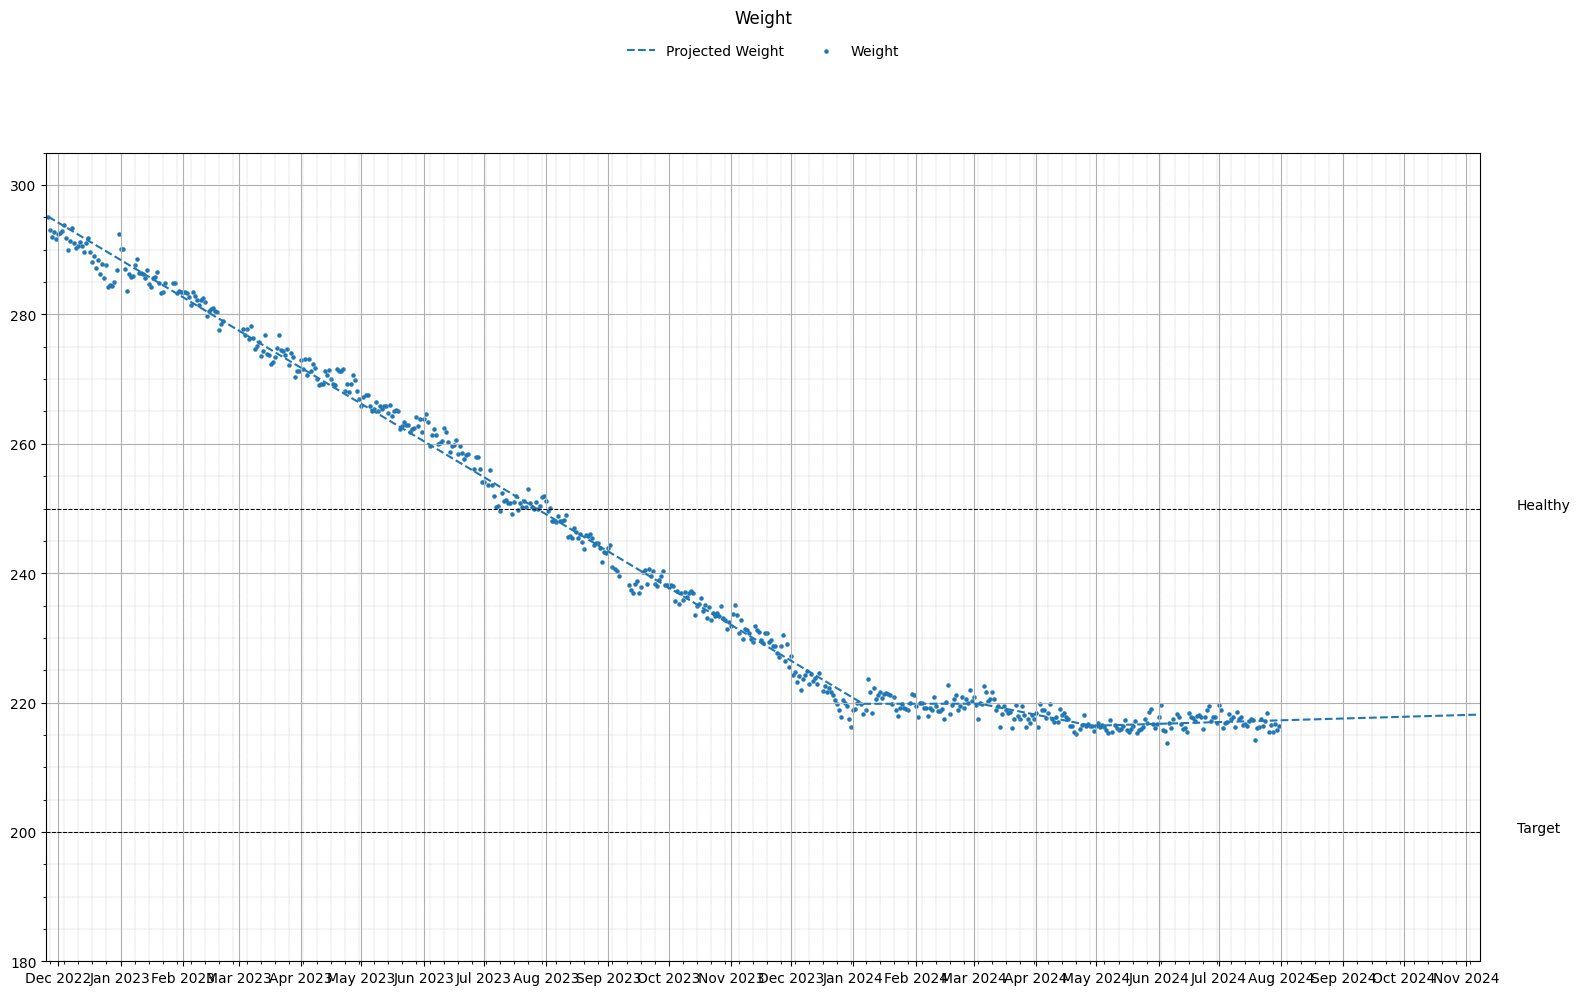 Weight
Projected Weight Weight
300
280
260
Healthy
240
220
Target
200
180
Dec 2022 Jan 2023 Feb 2023 Mar 2023 Apr 2023 May 2023 Jun 2023 Jul 2023 Aug 2023 Sep 2023 Oct 2023 Nov 2023 Dec 2023 Jan 2024 Feb 2024 Mar 2024 Apr 2024 May 2024 Jun 2024 Jul 2024 Aug 2024 Sep 2024 Oct 2024 Nov 2024